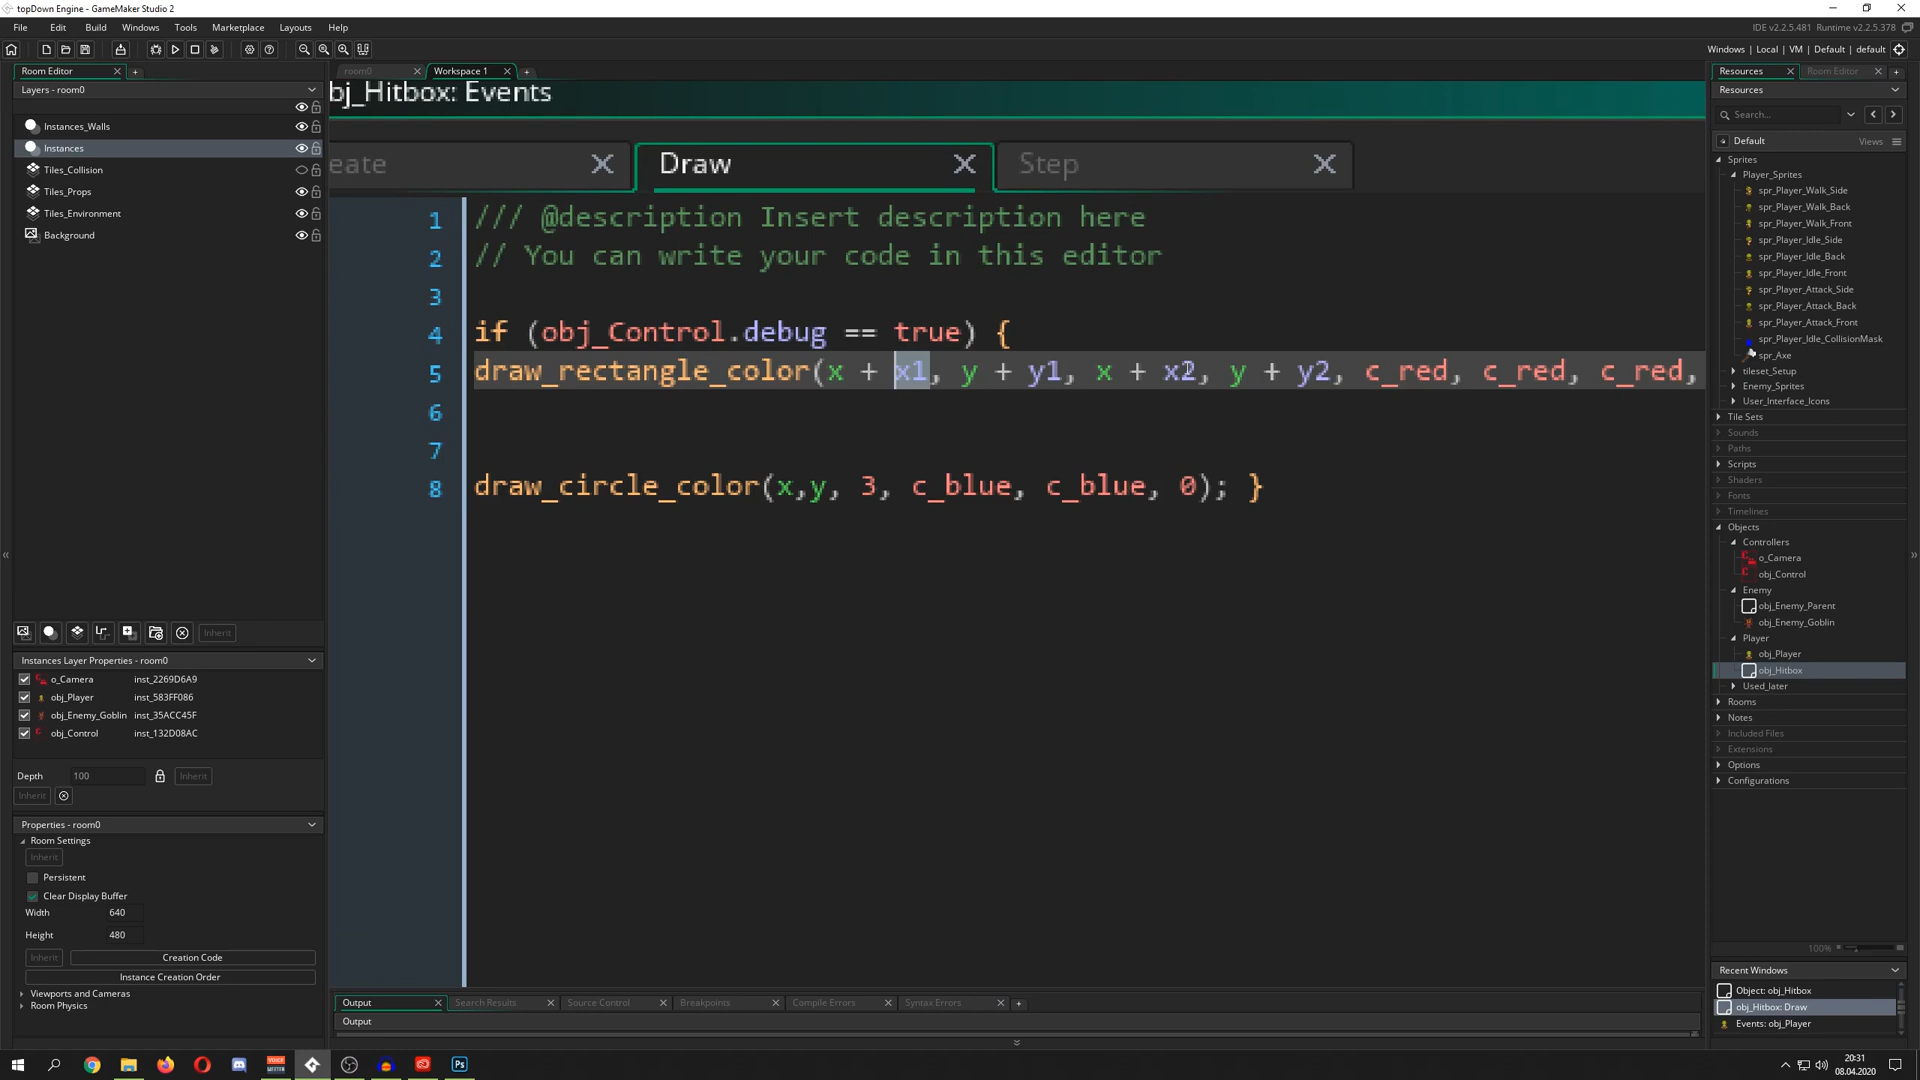 topDown Engine - GameMaker Studio 2
File Edit Build Windows Tools Marketplace Layouts Help
IDE v2.2.5.481 Runtime v2.2.5.378
Windows | Local | VM | Default | default
Room Editor
room0 Workspace 1
Resources Room Editor
Layers - room0
Resources
bj_Hitbox: Events
Search...
Instances_Walls
Instances
Tiles_Collision
Tiles_Props
Tiles_Environment
Background
eate Draw Step
1 /// @description Insert description here
2 // You can write your code in this editor
3
4 if (obj_Control.debug == true) {
5 draw_rectangle_color(x + x1, y + y1, x + x2, y + y2, c_red, c_red, c_red,
6
7
8 draw_circle_color(x,y, 3, c_blue, c_blue, 0); }
Default Views
Sprites
Player_Sprites
spr_Player_Walk_Side
spr_Player_Walk_Back
spr_Player_Walk_Front
spr_Player_Idle_Side
spr_Player_Idle_Back
spr_Player_Idle_Front
spr_Player_Attack_Side
spr_Player_Attack_Back
spr_Player_Attack_Front
spr_Player_Idle_CollisionMask
spr_Axe
tileset_Setup
Enemy_Sprites
User_Interface_Icons
Tile Sets
Sounds
Paths
Scripts
Shaders
Fonts
Timelines
Objects
Controllers
o_Camera
obj_Control
Enemy
obj_Enemy_Parent
obj_Enemy_Goblin
Player
obj_Player
obj_Hitbox
Used_later
Rooms
Notes
Included Files
Extensions
Options
Configurations
100%
Inherit
Instances Layer Properties - room0
o_Camera inst_2269D6A9
obj_Player inst_583FF086
obj_Enemy_Goblin inst_35ACC45F
obj_Control inst_132D08AC
Depth 100 Inherit
Inherit
Properties - room0
Room Settings
Inherit
Persistent
Clear Display Buffer
Width 640
Height 480
Inherit Creation Code
Instance Creation Order
Viewports and Cameras
Room Physics
Output Search Results Source Control Breakpoints Compile Errors Syntax Errors
Output
Recent Windows
Object: obj_Hitbox
obj_Hitbox: Draw
Events: obj_Player
Ps
20:31
08.04.2020